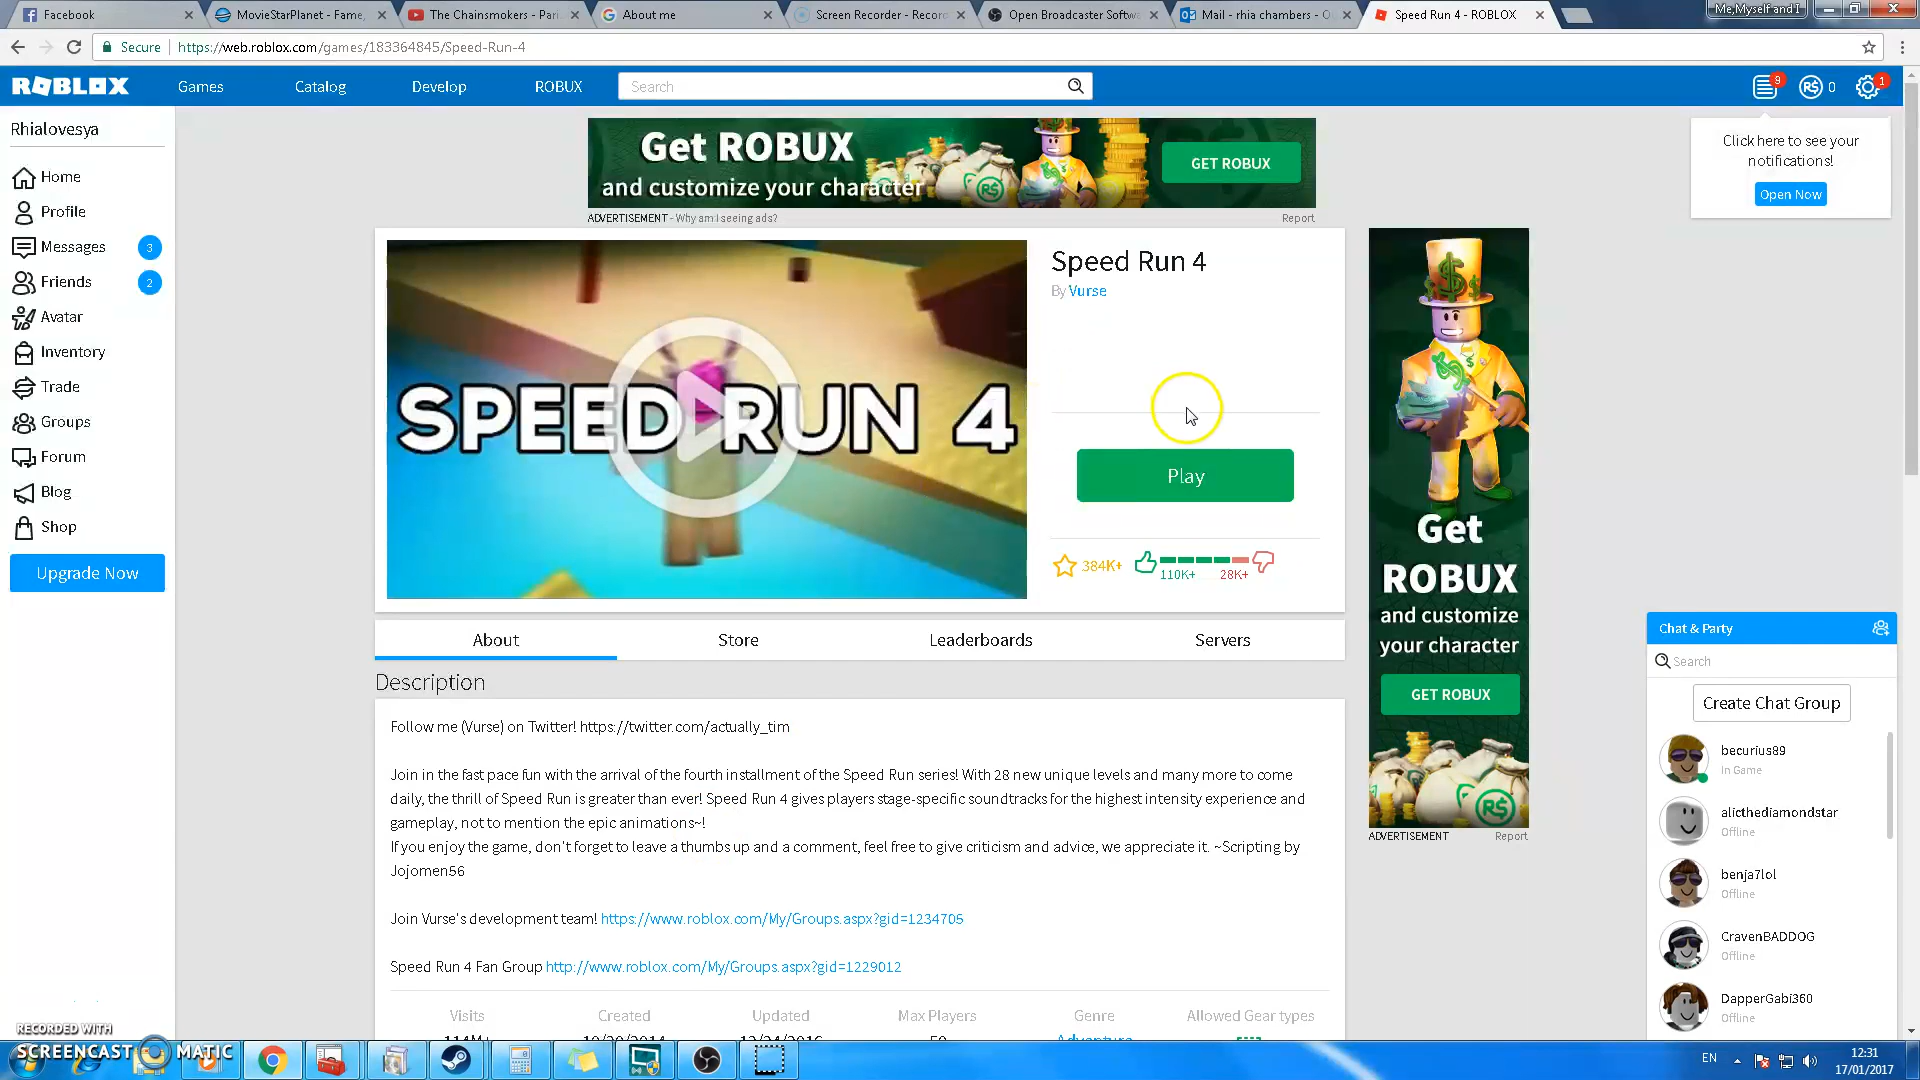 Facebook
MovieStarPlanet - Fame,
The Chainsmokers - Pari
About me
Screen Recorder - Record
Open Broadcaster Softwa
Mail - rhia chambers - O
Speed Run 4 - ROBLOX
Me,Myself and I
Secure
https://web.roblox.com/games/183364845/Speed-Run-4
ROBLOX
Games
Catalog
Develop
ROBUX
Search
9
R$ 0
1
Rhialovesya
Home
Profile
Messages 3
Friends 2
Avatar
Inventory
Trade
Groups
Forum
Blog
Shop
Upgrade Now
Get ROBUX
and customize your character
GET ROBUX
ADVERTISEMENT - Why am I seeing ads?
Report
Click here to see your
notifications!
Open Now
SPEED RUN 4
Speed Run 4
By Vurse
Play
384K+
110K+
28K+
About
Store
Leaderboards
Servers
Description
Follow me (Vurse) on Twitter! https://twitter.com/actually_tim
Join in the fast pace fun with the arrival of the fourth installment of the Speed Run series! With 28 new unique levels and many more to come
daily, the thrill of Speed Run is greater than ever! Speed Run 4 gives players stage-specific soundtracks for the highest intensity experience and
gameplay, not to mention the epic animations~!
If you enjoy the game, don't forget to leave a thumbs up and a comment, feel free to give criticism and advice, we appreciate it. ~Scripting by
Jojomen56
Join Vurse's development team! https://www.roblox.com/My/Groups.aspx?gid=1234705
Speed Run 4 Fan Group http://www.roblox.com/My/Groups.aspx?gid=1229012
Visits
Created
Updated
Max Players
Genre
Allowed Gear types
Get
ROBUX
and customize
your character
GET ROBUX
R$
ADVERTISEMENT
Report
Chat & Party
Search
Create Chat Group
becurius89
In Game
alicthediamondstar
Offline
benja7lol
Offline
CravenBADDOG
Offline
DapperGabi360
Offline
RECORDED WITH
SCREENCAST MATIC
EN
12:31
17/01/2017